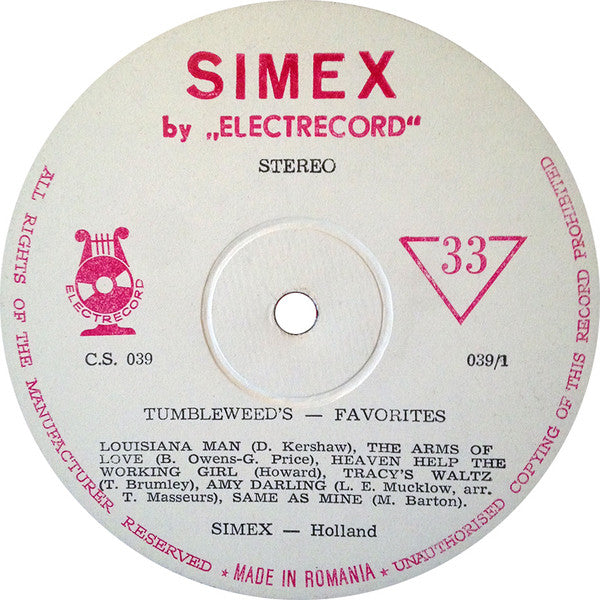 SIMEX
by „ELECTRECORD“
STEREO
ELECTRECORD
33
C.S. 039
039/1
TUMBLEWEED'S — FAVORITES
LOUISIANA MAN (D. Kershaw), THE ARMS OF
LOVE (B. Owens-G. Price), HEAVEN HELP THE
WORKING GIRL (Howard), TRACY'S WALTZ
(T. Brumley), AMY DARLING (L. E. Mucklow, arr.
T. Masseurs), SAME AS MINE (M. Barton).
SIMEX — Holland
ALL RIGHTS OF THE MANUFACTURER RESERVED ★ MADE IN ROMANIA ★ UNAUTHORISED COPYING OF THIS RECORD PROHIBITED